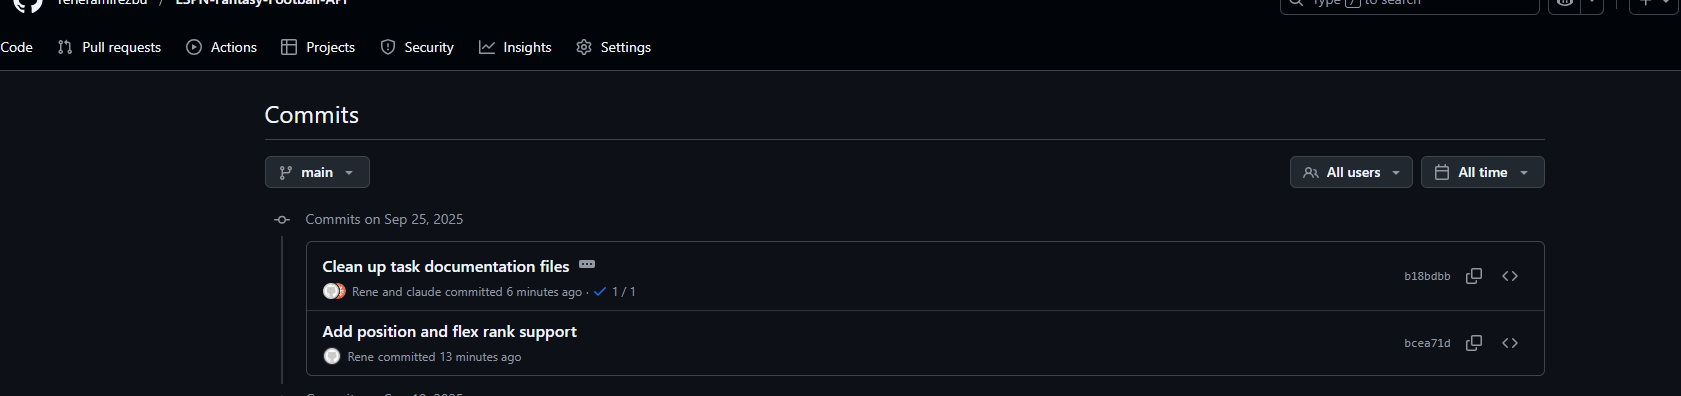 reneramirezbd / ESPN-Fantasy-Football-API
Type / to search
Code Pull requests Actions Projects Security Insights Settings
Commits
main All users All time
Commits on Sep 25, 2025
Clean up task documentation files
Rene and claude committed 6 minutes ago · 1 / 1
b18bdbb
Add position and flex rank support
Rene committed 13 minutes ago
bcea71d